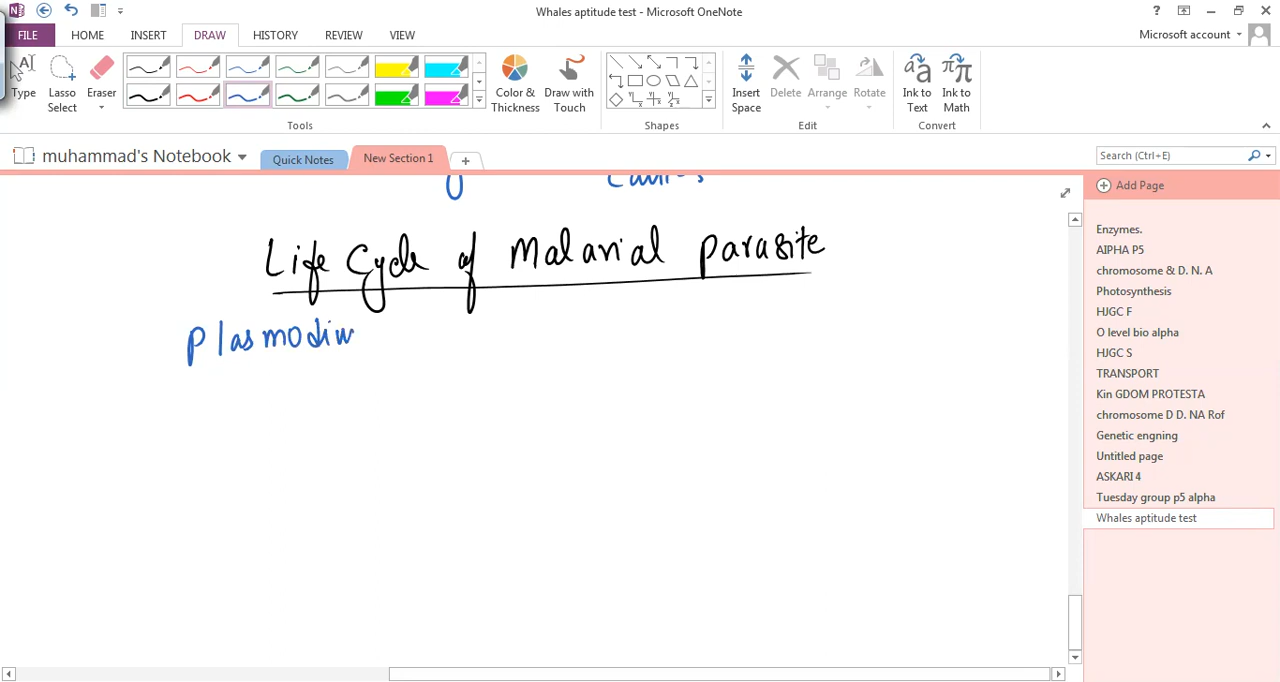 Whales aptitude test - Microsoft OneNote
FILE HOME INSERT DRAW HISTORY REVIEW VIEW
Microsoft account
Type Lasso Select Eraser Color & Thickness Draw with Touch Insert Space Delete Arrange Rotate Ink to Text Ink to Math
Tools Shapes Edit Convert
muhammad's Notebook Quick Notes New Section 1 Search (Ctrl+E)
Add Page
Life Cycle of Malarial parasite
plasmodiu
Enzymes.
AlPHA P5
chromosome & D. N. A
Photosynthesis
HJGC F
O level bio alpha
HJGC S
TRANSPORT
Kin GDOM PROTESTA
chromosome D D. NA Rof
Genetic engning
Untitled page
ASKARI 4
Tuesday group p5 alpha
Whales aptitude test